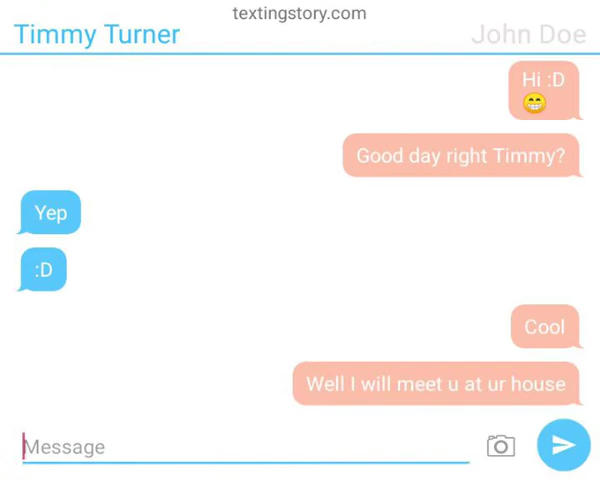 textingstory.com
Timmy Turner
John Doe
Hi :D
😁
Good day right Timmy?
Yep
:D
Cool
Well I will meet u at ur house
Message